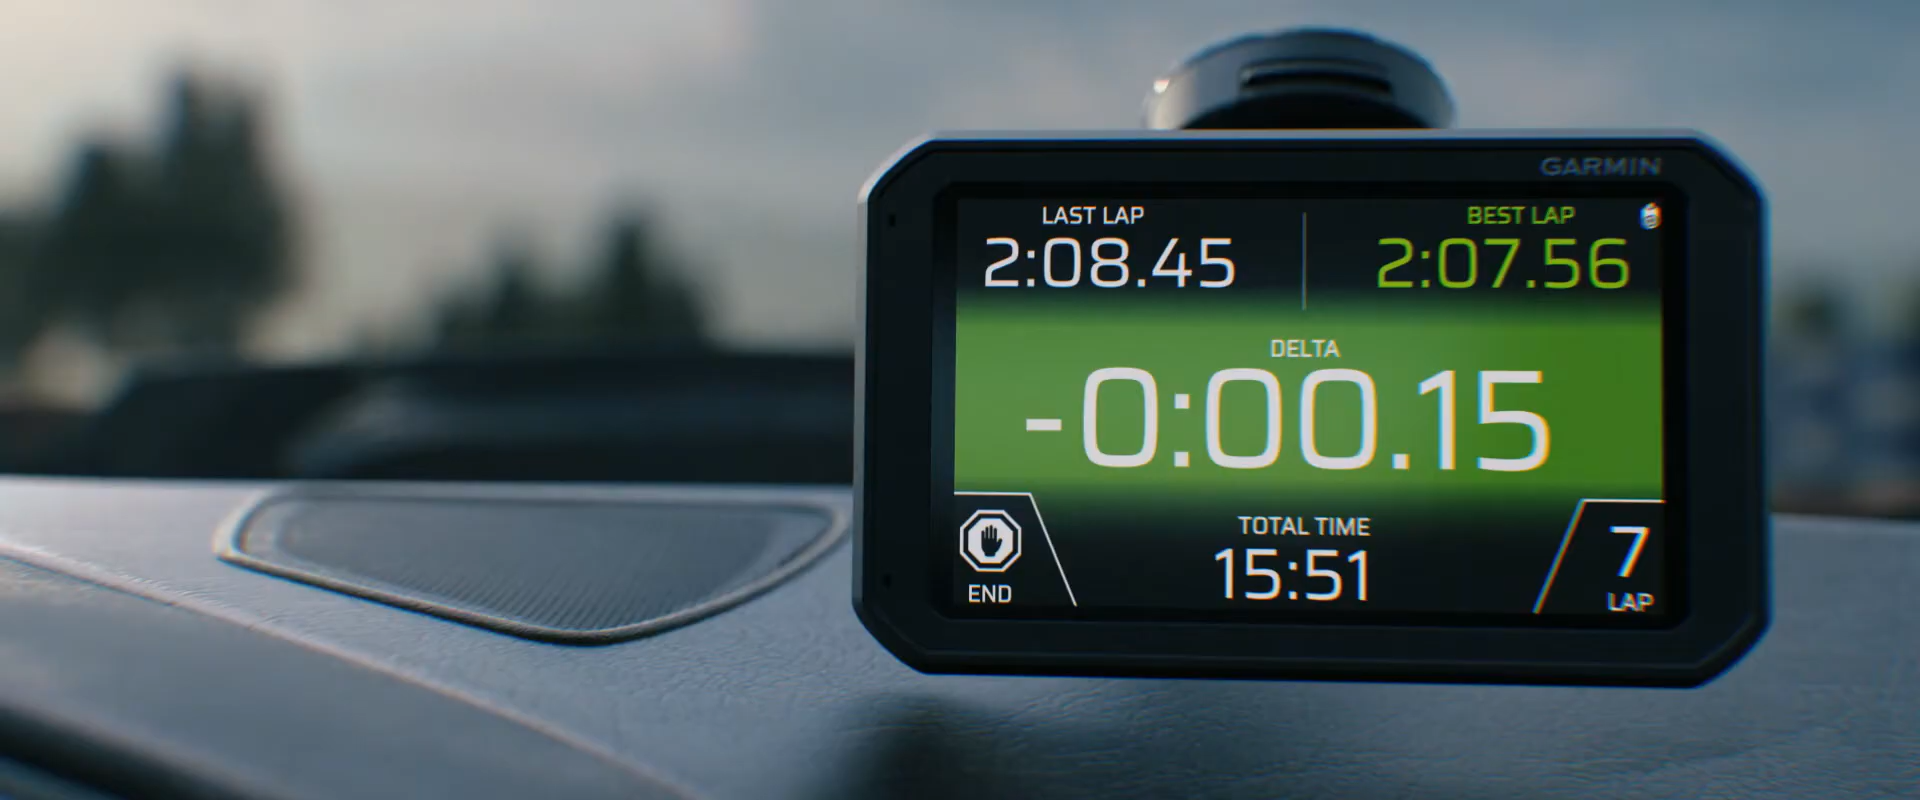 GARMIN
LAST LAP
2:08.45
BEST LAP
2:07.56
DELTA
-0:00.15
END
TOTAL TIME
15:51
7
LAP